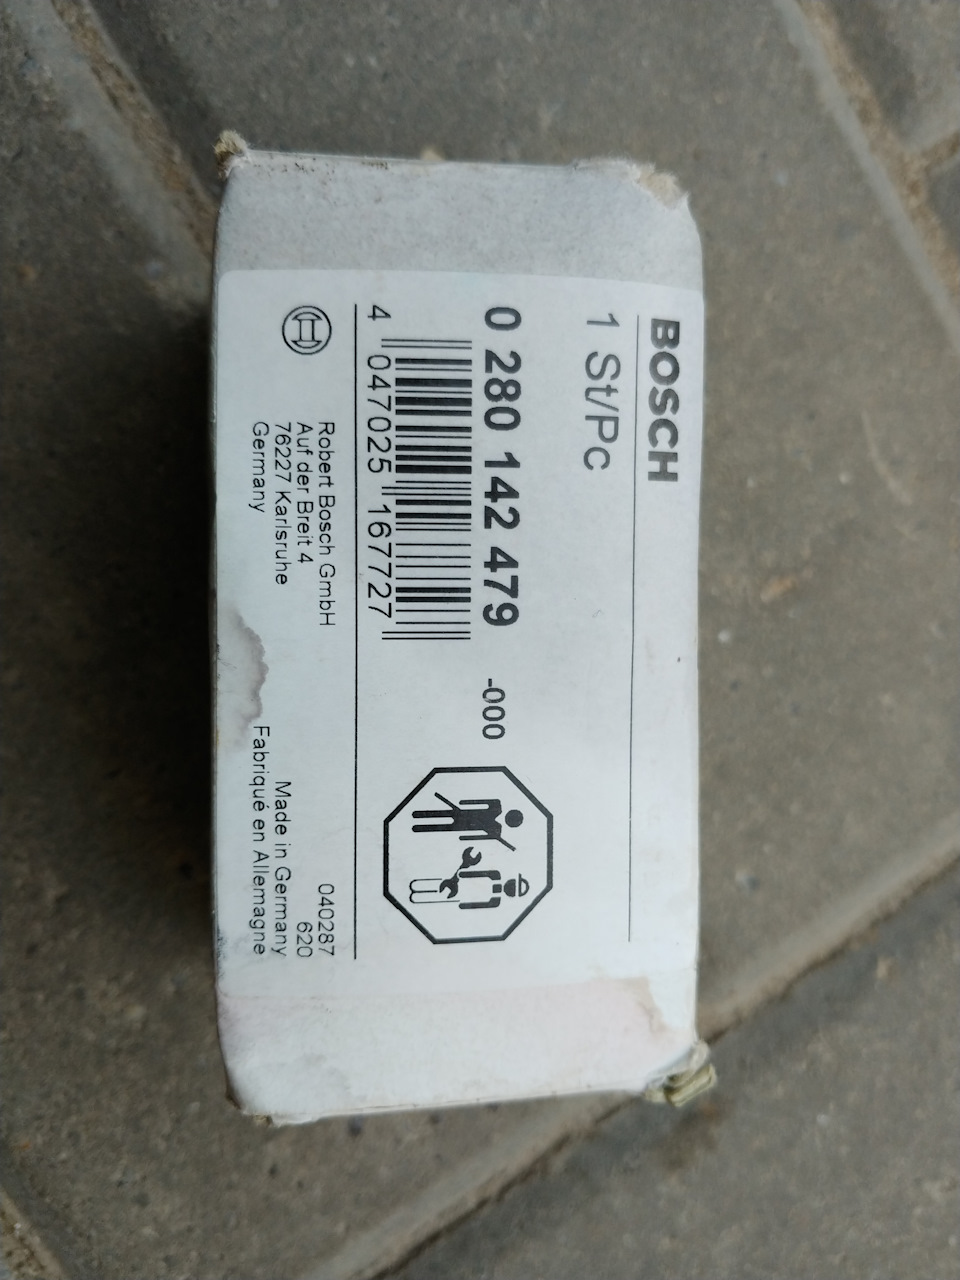 BOSCH
1 St/Pc
0 280 142 479 -000
4 047025 167727
Robert Bosch GmbH
Auf der Breit 4
76227 Karlsruhe
Germany
040287
620
Made in Germany
Fabriqué en Allemagne